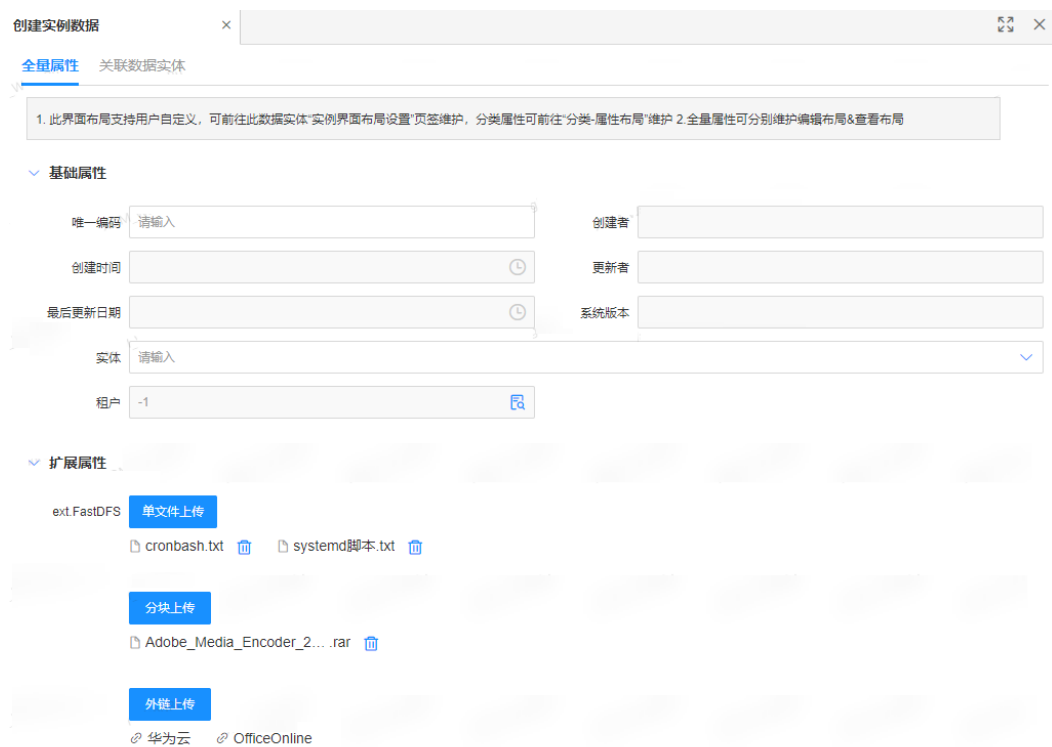 创建实例数据
全量属性 关联数据实体
1. 此界面布局支持用户自定义，可前往此数据实体“实例界面布局设置”页签维护，分类属性可前往“分类-属性布局”维护 2.全量属性可分别维护编辑布局&查看布局
基础属性
唯一编码 请输入 创建者
创建时间 更新者
最后更新日期 系统版本
实体 请输入
租户 -1
扩展属性
ext.FastDFS 单文件上传
cronbash.txt systemd脚本.txt
分块上传
Adobe_Media_Encoder_2... .rar
外链上传
华为云 OfficeOnline